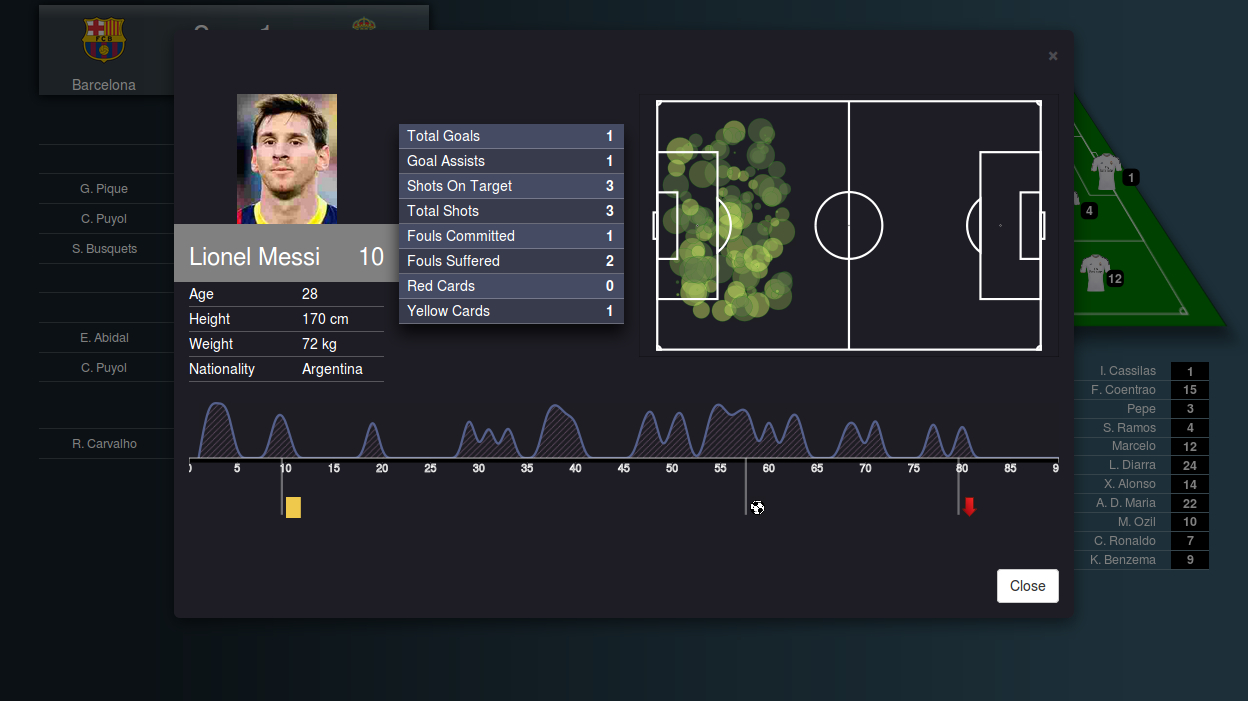 Barcelona
×
Lionel Messi 10
Age 28
Height 170 cm
Weight 72 kg
Nationality Argentina
Total Goals 1
Goal Assists 1
Shots On Target 3
Total Shots 3
Fouls Committed 1
Fouls Suffered 2
Red Cards 0
Yellow Cards 1
0 5 10 15 20 25 30 35 40 45 50 55 60 65 70 75 80 85 9
Close
G. Pique
C. Puyol
S. Busquets
E. Abidal
C. Puyol
R. Carvalho
1
4
12
I. Cassilas 1
F. Coentrao 15
Pepe 3
S. Ramos 4
Marcelo 12
L. Diarra 24
X. Alonso 14
A. D. Maria 22
M. Ozil 10
C. Ronaldo 7
K. Benzema 9